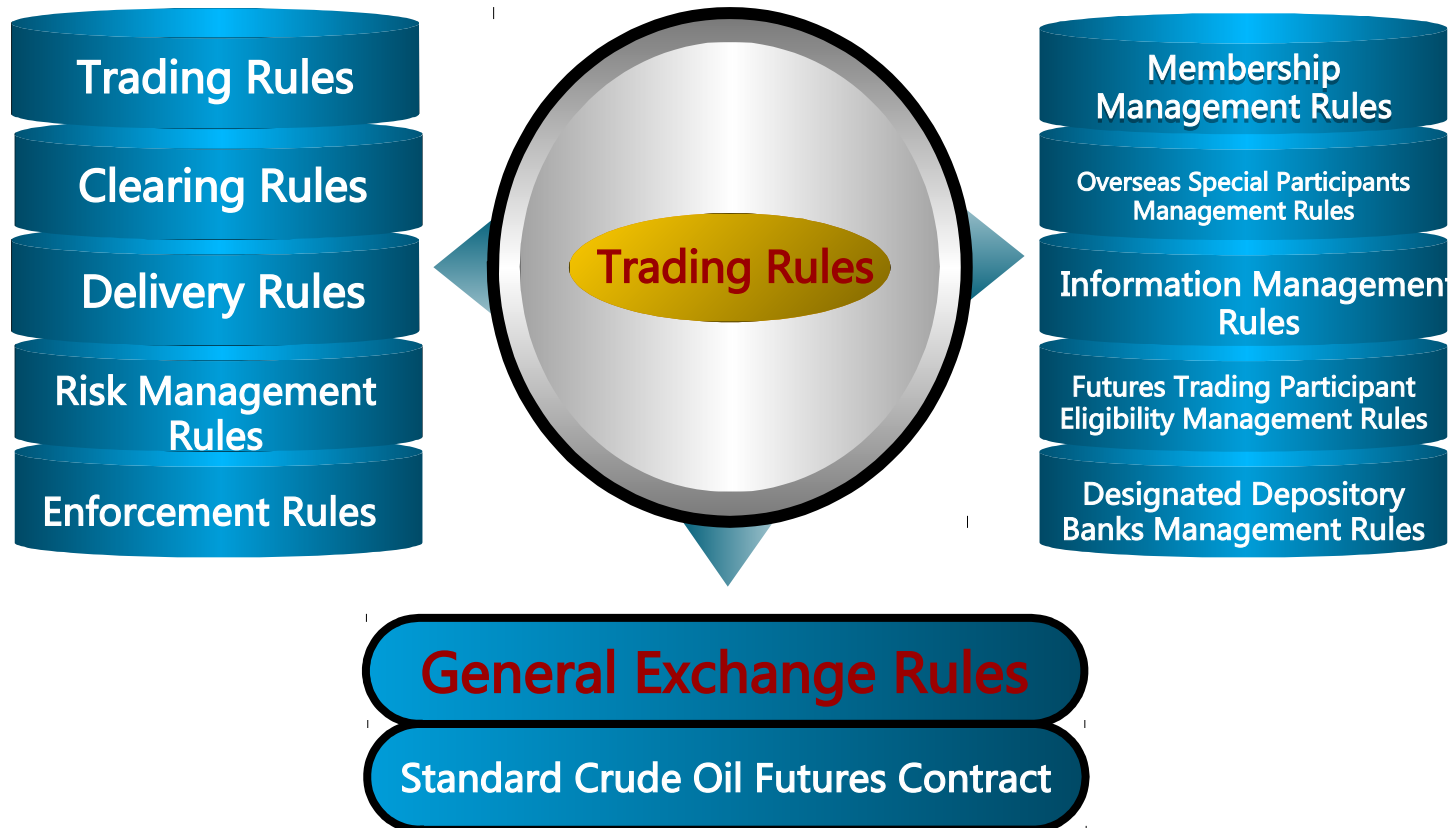 Trading Rules
Clearing Rules
Delivery Rules
Risk Management
Rules
Enforcement Rules
Trading Rules
Membership
Management Rules
Overseas Special Participants
Management Rules
Information Management
Rules
Futures Trading Participant
Eligibility Management Rules
Designated Depository
Banks Management Rules
General Exchange Rules
Standard Crude Oil Futures Contract